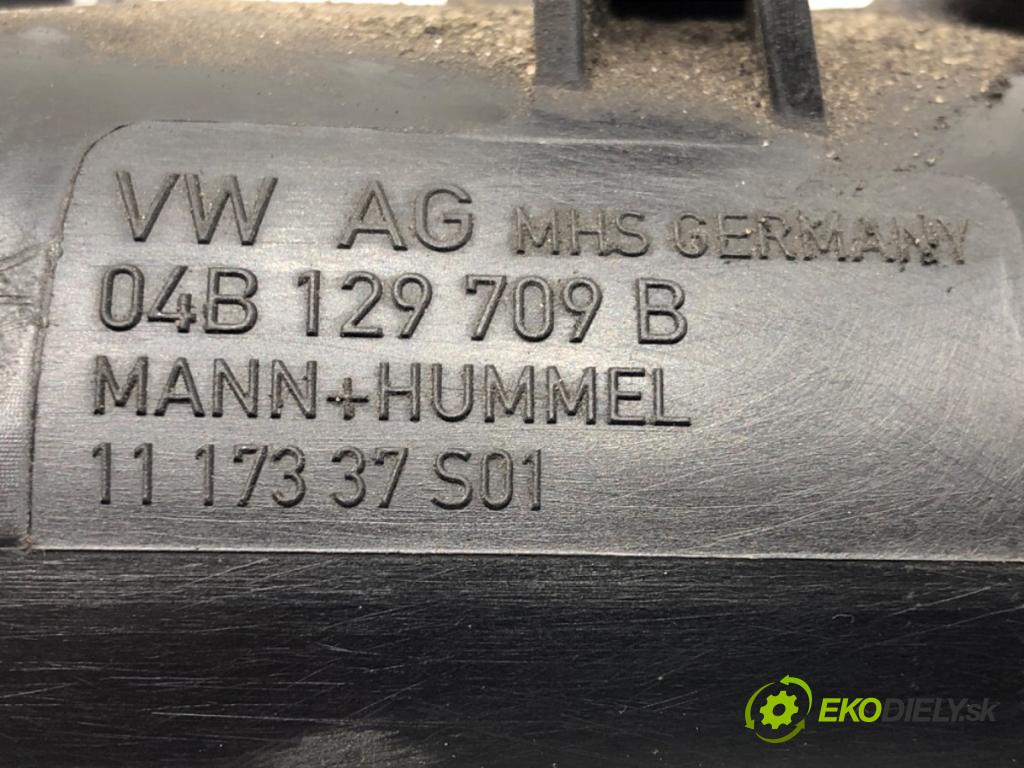 VW AG MHS GERMANY
04B 129 709 B
MANN+HUMMEL
11 173 37 S01
EKODIELY.sk